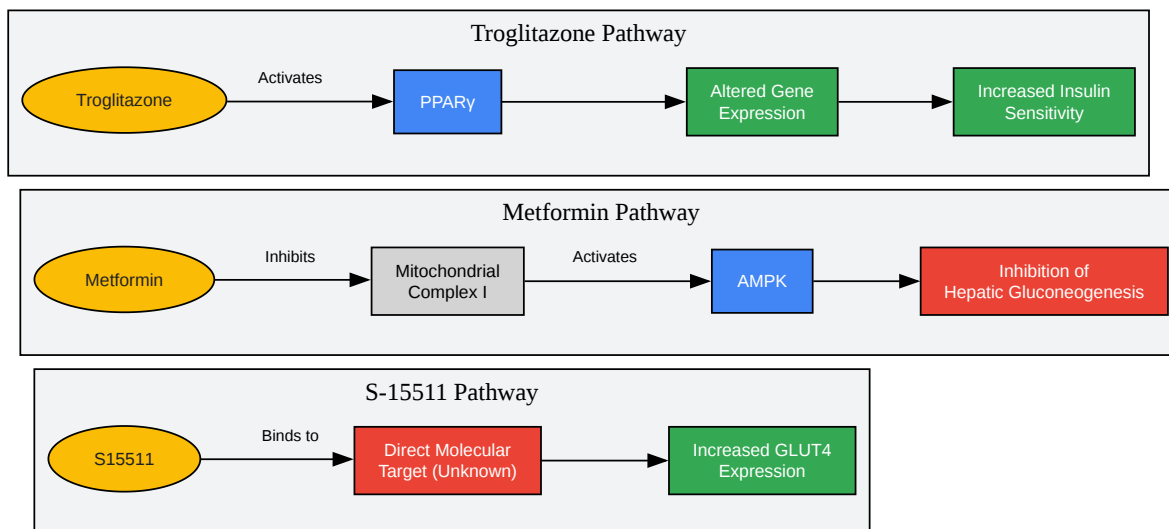 Troglitazone Pathway
Troglitazone
Activates
PPARγ
Altered Gene
Expression
Increased Insulin
Sensitivity
Metformin Pathway
Metformin
Inhibits
Mitochondrial
Complex I
Activates
AMPK
Inhibition of
Hepatic Gluconeogenesis
S-15511 Pathway
S15511
Binds to
Direct Molecular
Target (Unknown)
Increased GLUT4
Expression